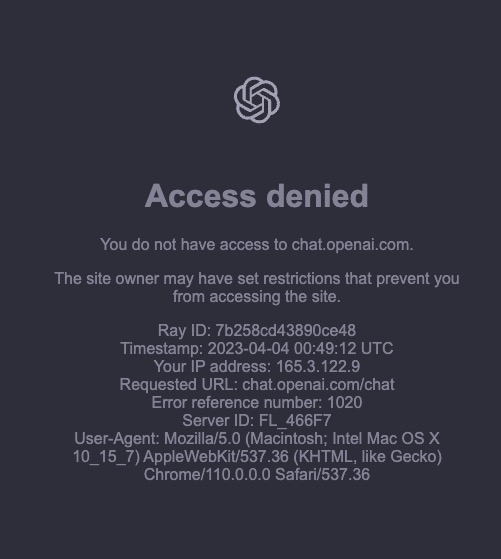 Access denied
You do not have access to chat.openai.com.
The site owner may have set restrictions that prevent you
from accessing the site.
Ray ID: 7b258cd43890ce48
Timestamp: 2023-04-04 00:49:12 UTC
Your IP address: 165.3.122.9
Requested URL: chat.openai.com/chat
Error reference number: 1020
Server ID: FL_466F7
User-Agent: Mozilla/5.0 (Macintosh; Intel Mac OS X
10_15_7) AppleWebKit/537.36 (KHTML, like Gecko)
Chrome/110.0.0.0 Safari/537.36